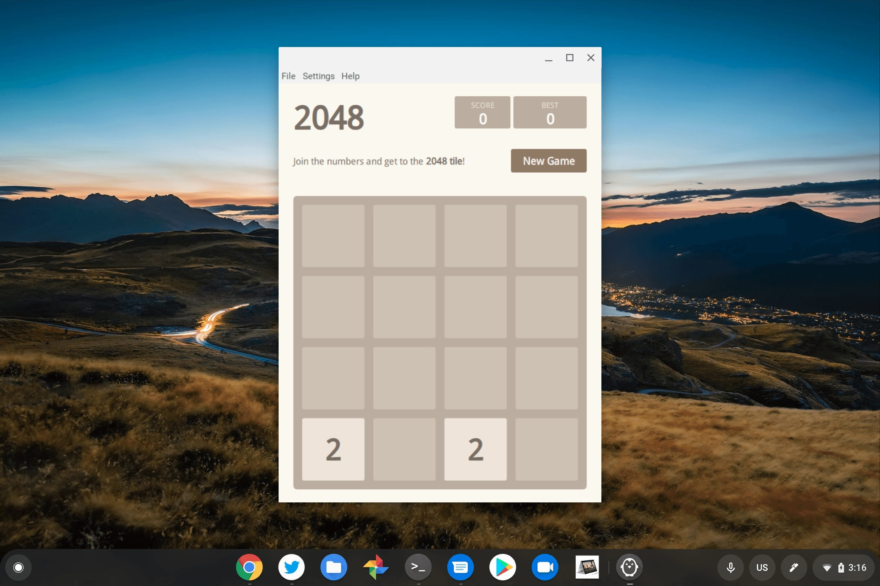 File Settings Help
2048
SCORE
0
BEST
0
Join the numbers and get to the 2048 tile!
New Game
2
2
>_
US
3:16